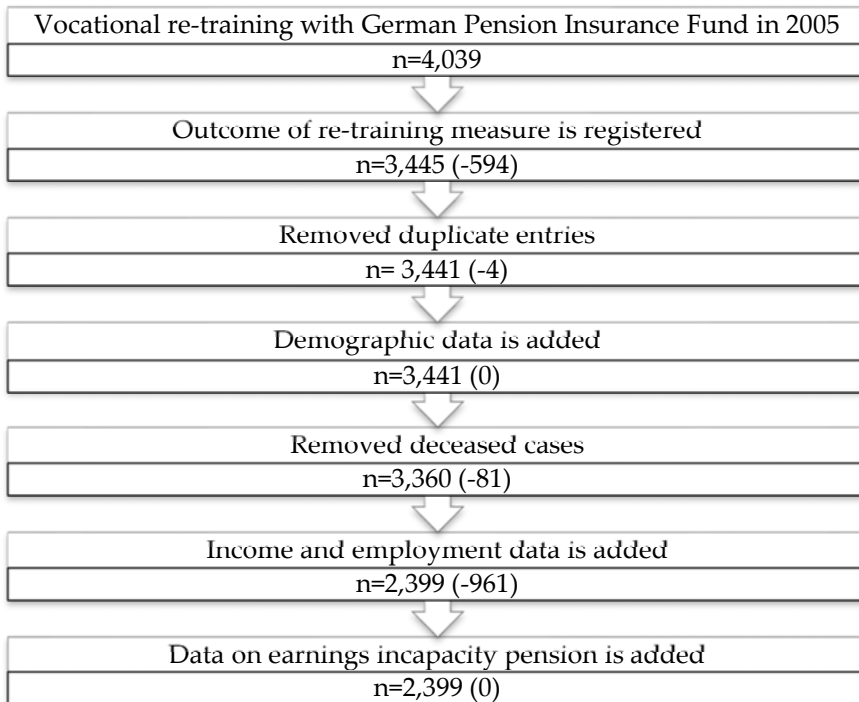 Vocational re-training with German Pension Insurance Fund in 2005
n=4,039
Outcome of re-training measure is registered
n=3,445 (-594)
Removed duplicate entries
n= 3,441 (-4)
Demographic data is added
n=3,441 (0)
Removed deceased cases
n=3,360 (-81)
Income and employment data is added
n=2,399 (-961)
Data on earnings incapacity pension is added
n=2,399 (0)